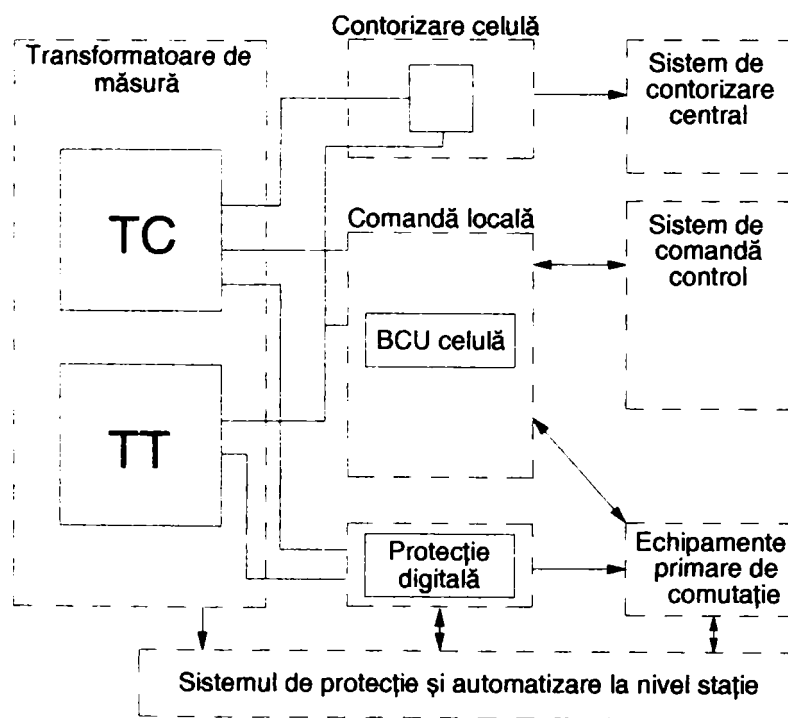 Transformatoare de
măsură
TC
TT
Contorizare celulă
Comandă locală
BCU celulă
Protecție
digitală
Sistem de
contorizare
central
Sistem de
comandă
control
Echipamente
primare de
comutație
Sistemul de protecție și automatizare la nivel stație